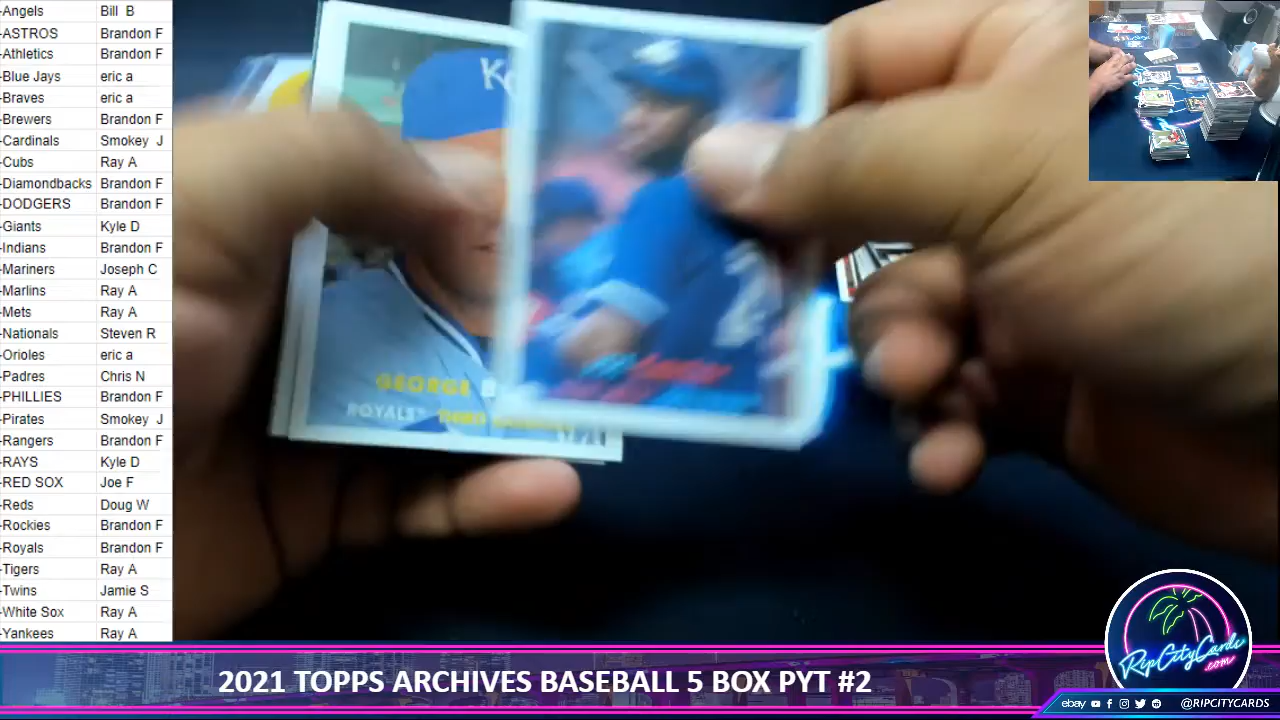 -Angels Bill B
-ASTROS Brandon F
-Athletics Brandon F
-Blue Jays eric a
-Braves eric a
-Brewers Brandon F
-Cardinals Smokey J
-Cubs Ray A
-Diamondbacks Brandon F
-DODGERS Brandon F
-Giants Kyle D
-Indians Brandon F
-Mariners Joseph C
-Marlins Ray A
-Mets Ray A
-Nationals Steven R
-Orioles eric a
-Padres Chris N
-PHILLIES Brandon F
-Pirates Smokey J
-Rangers Brandon F
-RAYS Kyle D
-RED SOX Joe F
-Reds Doug W
-Rockies Brandon F
-Royals Brandon F
-Tigers Ray A
-Twins Jamie S
-White Sox Ray A
-Yankees Ray A
GEORGE
ROYALS
2021 TOPPS ARCHIVES BASEBALL 5 BOX PYT #2
RipCityCards
.com
ebay @RIPCITYCARDS